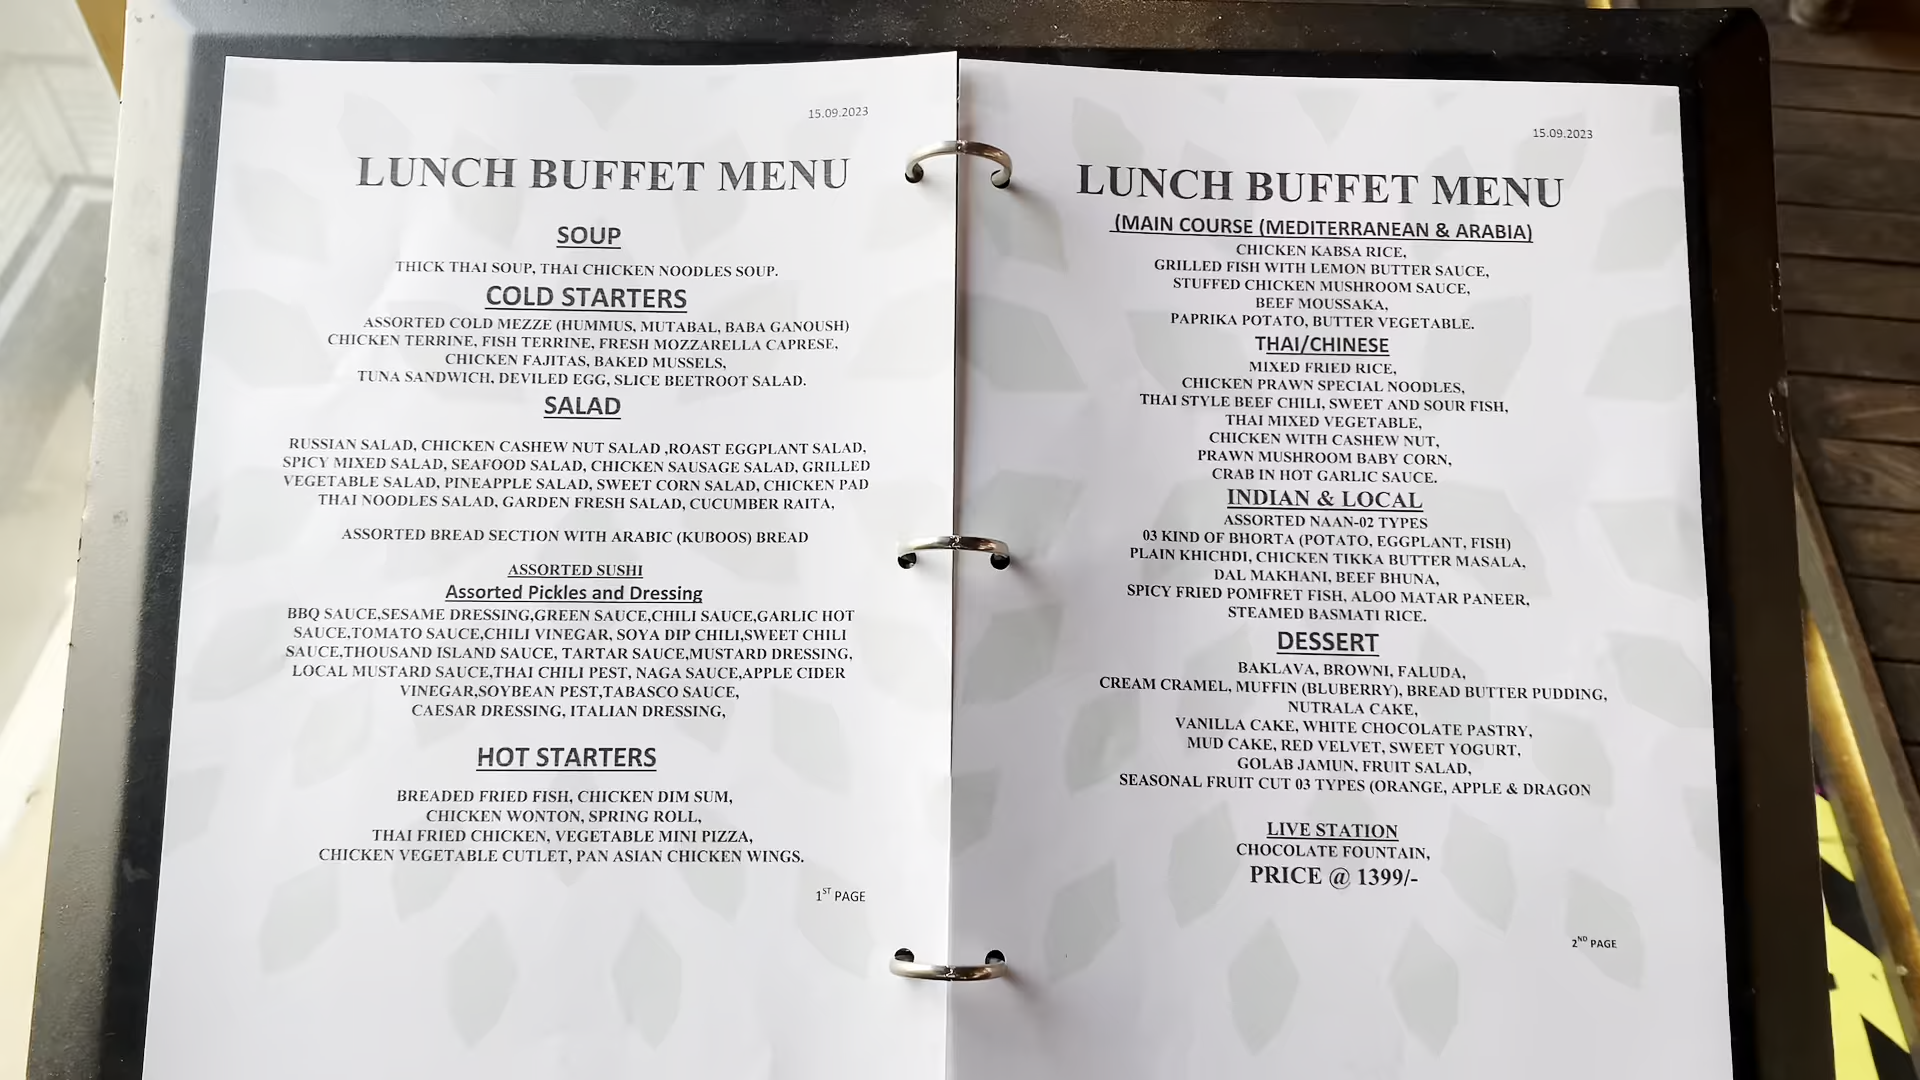 15.09.2023
LUNCH BUFFET MENU
SOUP
THICK THAI SOUP, THAI CHICKEN NOODLES SOUP.
COLD STARTERS
ASSORTED COLD MEZZE (HUMMUS, MUTABAL, BABA GANOUSH)
CHICKEN TERRINE, FISH TERRINE, FRESH MOZZARELLA CAPRESE,
CHICKEN FAJITAS, BAKED MUSSELS,
TUNA SANDWICH, DEVILED EGG, SLICE BEETROOT SALAD.
SALAD
RUSSIAN SALAD, CHICKEN CASHEW NUT SALAD ,ROAST EGGPLANT SALAD,
SPICY MIXED SALAD, SEAFOOD SALAD, CHICKEN SAUSAGE SALAD, GRILLED
VEGETABLE SALAD, PINEAPPLE SALAD, SWEET CORN SALAD, CHICKEN PAD
THAI NOODLES SALAD, GARDEN FRESH SALAD, CUCUMBER RAITA,
ASSORTED BREAD SECTION WITH ARABIC (KUBOOS) BREAD
ASSORTED SUSHI
Assorted Pickles and Dressing
BBQ SAUCE,SESAME DRESSING,GREEN SAUCE,CHILI SAUCE,GARLIC HOT
SAUCE,TOMATO SAUCE,CHILI VINEGAR, SOYA DIP CHILI,SWEET CHILI
SAUCE,THOUSAND ISLAND SAUCE, TARTAR SAUCE,MUSTARD DRESSING,
LOCAL MUSTARD SAUCE,THAI CHILI PEST, NAGA SAUCE,APPLE CIDER
VINEGAR,SOYBEAN PEST,TABASCO SAUCE,
CAESAR DRESSING, ITALIAN DRESSING,
HOT STARTERS
BREADED FRIED FISH, CHICKEN DIM SUM,
CHICKEN WONTON, SPRING ROLL,
THAI FRIED CHICKEN, VEGETABLE MINI PIZZA,
CHICKEN VEGETABLE CUTLET, PAN ASIAN CHICKEN WINGS.
1ST PAGE
15.09.2023
LUNCH BUFFET MENU
(MAIN COURSE (MEDITERRANEAN & ARABIA)
CHICKEN KABSA RICE,
GRILLED FISH WITH LEMON BUTTER SAUCE,
STUFFED CHICKEN MUSHROOM SAUCE,
BEEF MOUSSAKA,
PAPRIKA POTATO, BUTTER VEGETABLE.
THAI/CHINESE
MIXED FRIED RICE,
CHICKEN PRAWN SPECIAL NOODLES,
THAI STYLE BEEF CHILI, SWEET AND SOUR FISH,
THAI MIXED VEGETABLE,
CHICKEN WITH CASHEW NUT,
PRAWN MUSHROOM BABY CORN,
CRAB IN HOT GARLIC SAUCE.
INDIAN & LOCAL
ASSORTED NAAN-02 TYPES
03 KIND OF BHORTA (POTATO, EGGPLANT, FISH)
PLAIN KHICHDI, CHICKEN TIKKA BUTTER MASALA,
DAL MAKHANI, BEEF BHUNA,
SPICY FRIED POMFRET FISH, ALOO MATAR PANEER,
STEAMED BASMATI RICE.
DESSERT
BAKLAVA, BROWNI, FALUDA,
CREAM CRAMEL, MUFFIN (BLUBERRY), BREAD BUTTER PUDDING,
NUTRALA CAKE,
VANILLA CAKE, WHITE CHOCOLATE PASTRY,
MUD CAKE, RED VELVET, SWEET YOGURT,
GOLAB JAMUN, FRUIT SALAD,
SEASONAL FRUIT CUT 03 TYPES (ORANGE, APPLE & DRAGON
LIVE STATION
CHOCOLATE FOUNTAIN,
PRICE @ 1399/-
2ND PAGE